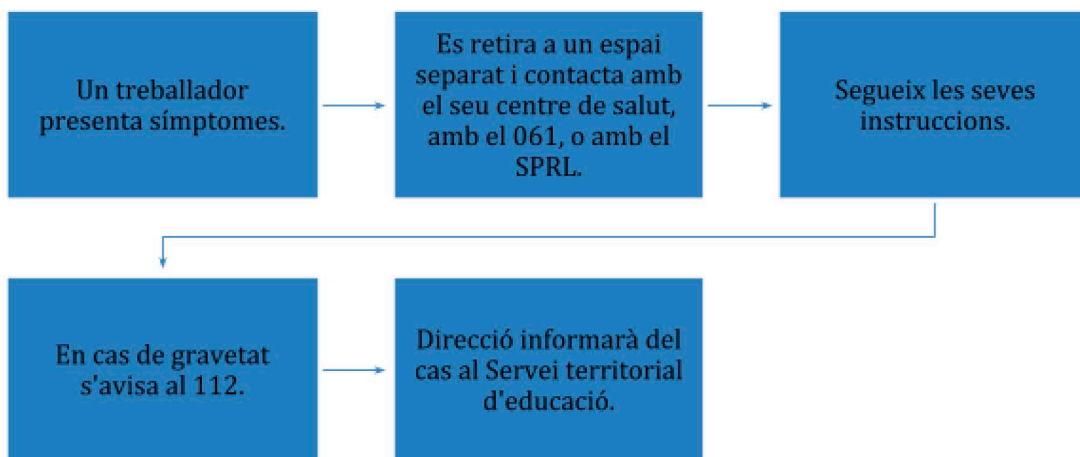 Un treballador
presenta símptomes.
Es retira a un espai
separat i contacta amb
el seu centre de salut,
amb el 061, o amb el
SPRL.
Segueix les seves
instruccions.
En cas de gravetat
s'avisa al 112.
Direcció informarà del
cas al Servei territorial
d'educació.